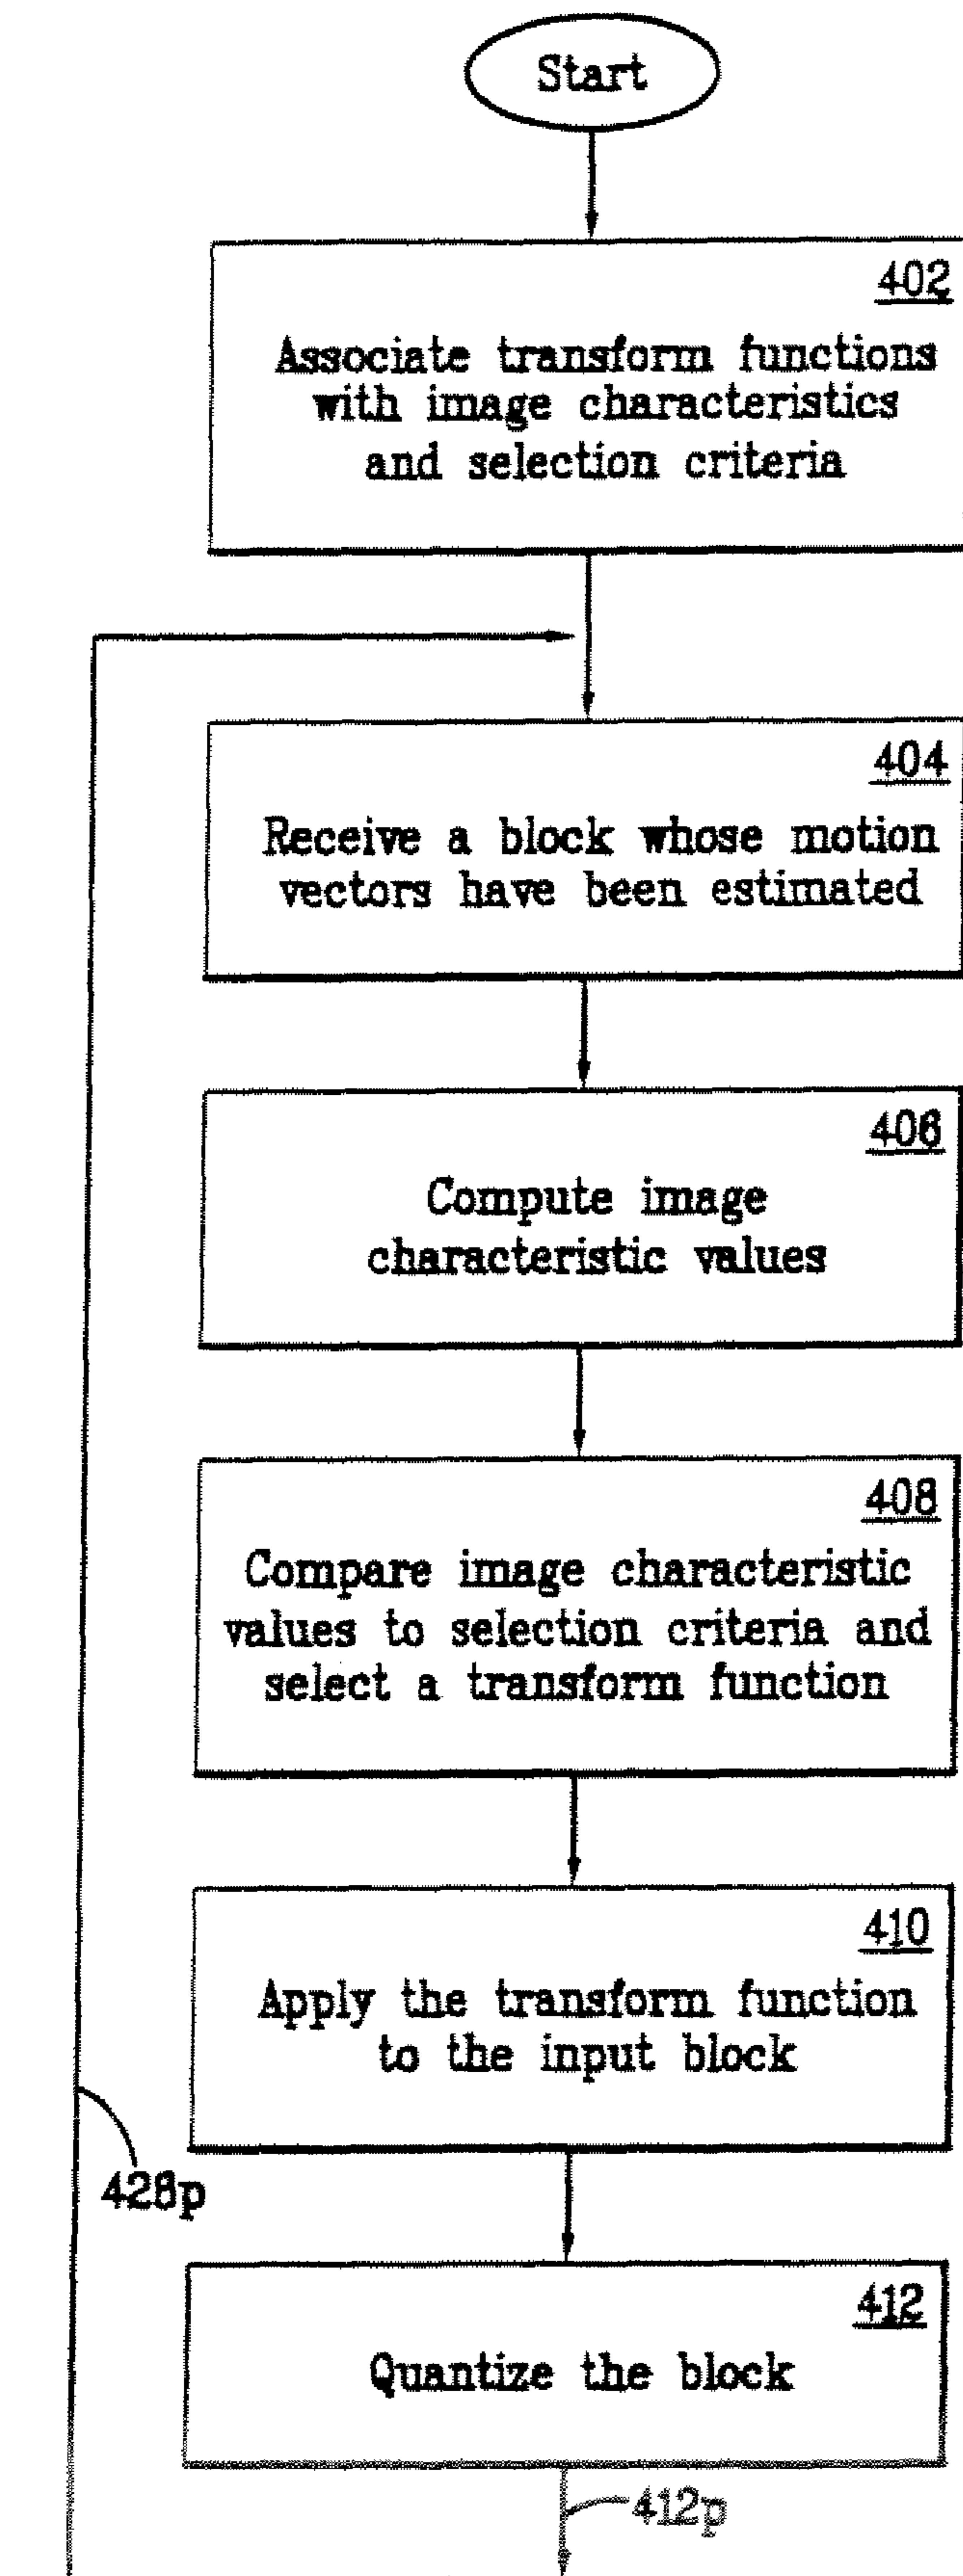 Start
402
Associate transform functions
with image characteristics
and selection criteria
404
Receive a block whose motion
vectors have been estimated
406
Compute image
characteristic values
408
Compare image characteristic
values to selection criteria and
select a transform function
410
Apply the transform function
to the input block
428p
412
Quantize the block
412p